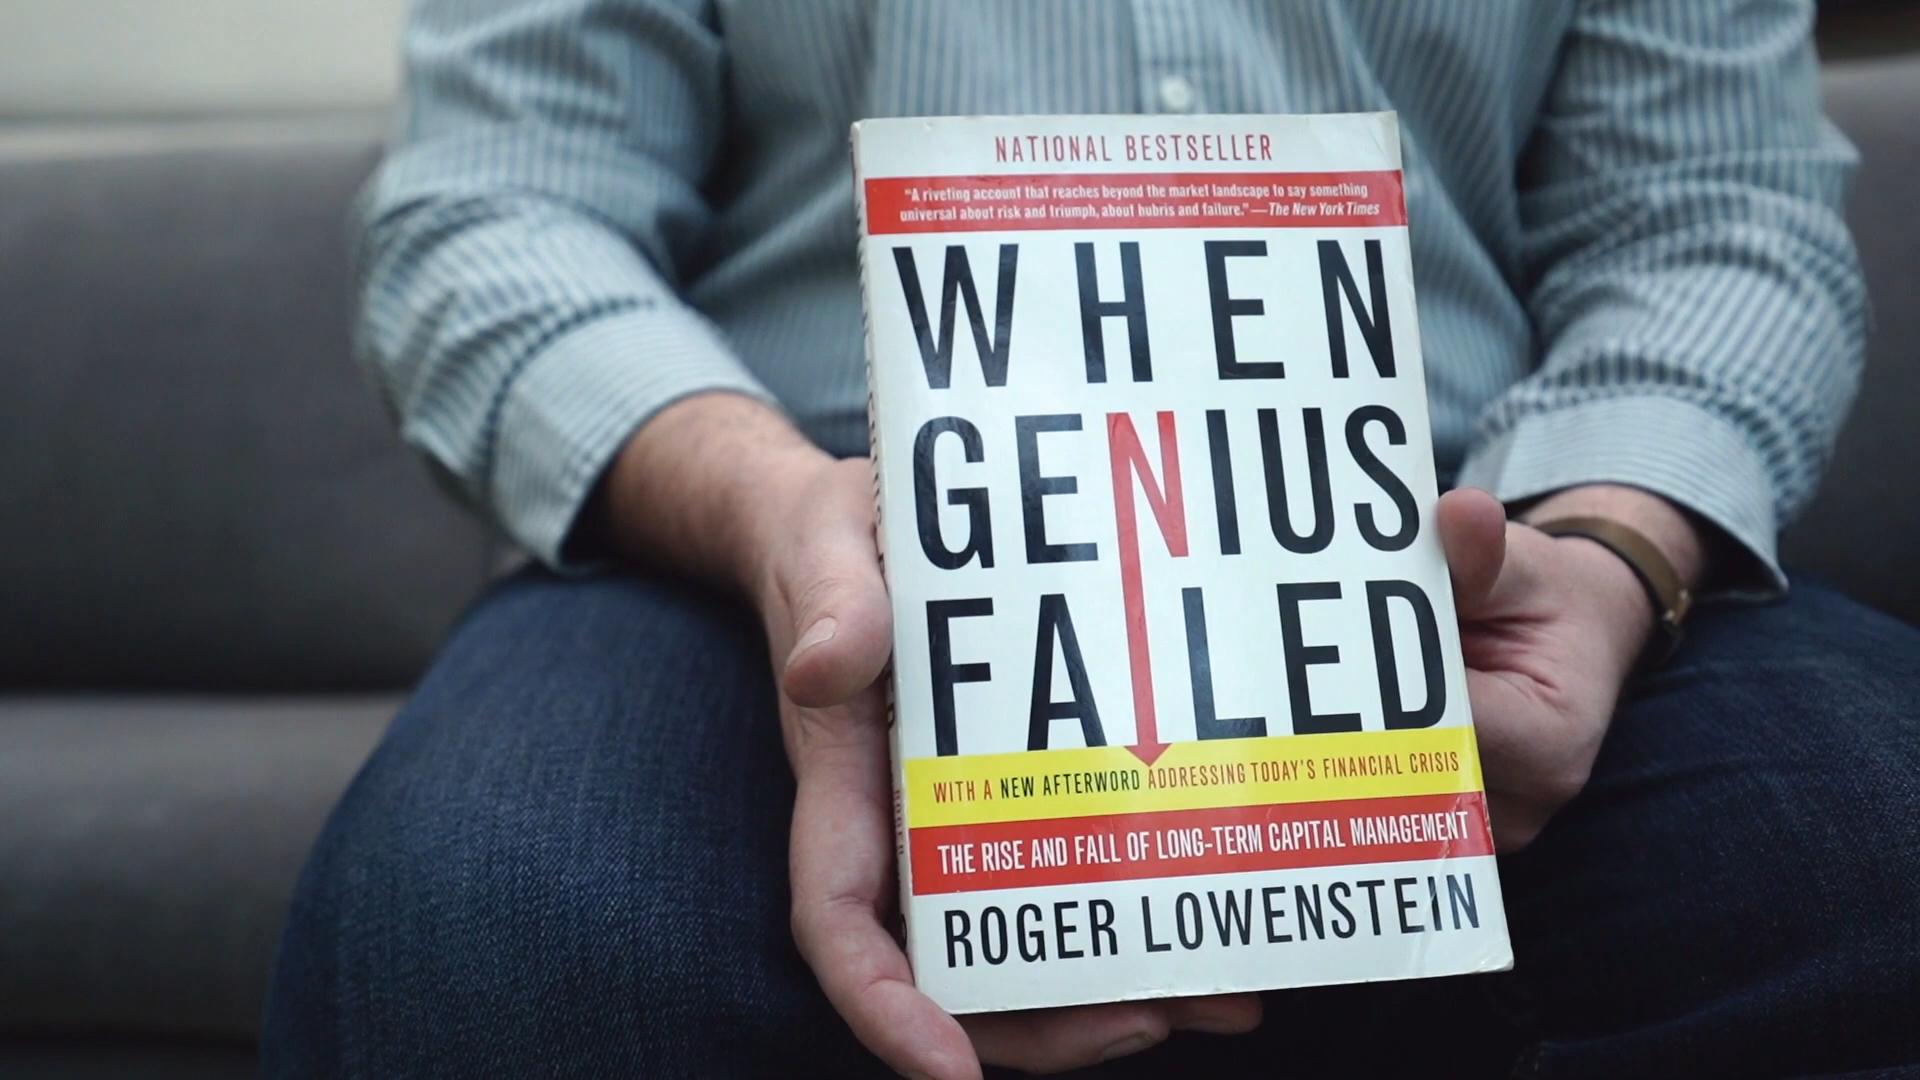 NATIONAL BESTSELLER
"A riveting account that reaches beyond the market landscape to say something
universal about risk and triumph, about hubris and failure." —The New York Times
WHEN
GENIUS
FAILED
WITH A NEW AFTERWORD ADDRESSING TODAY'S FINANCIAL CRISIS
THE RISE AND FALL OF LONG-TERM CAPITAL MANAGEMENT
ROGER LOWENSTEIN